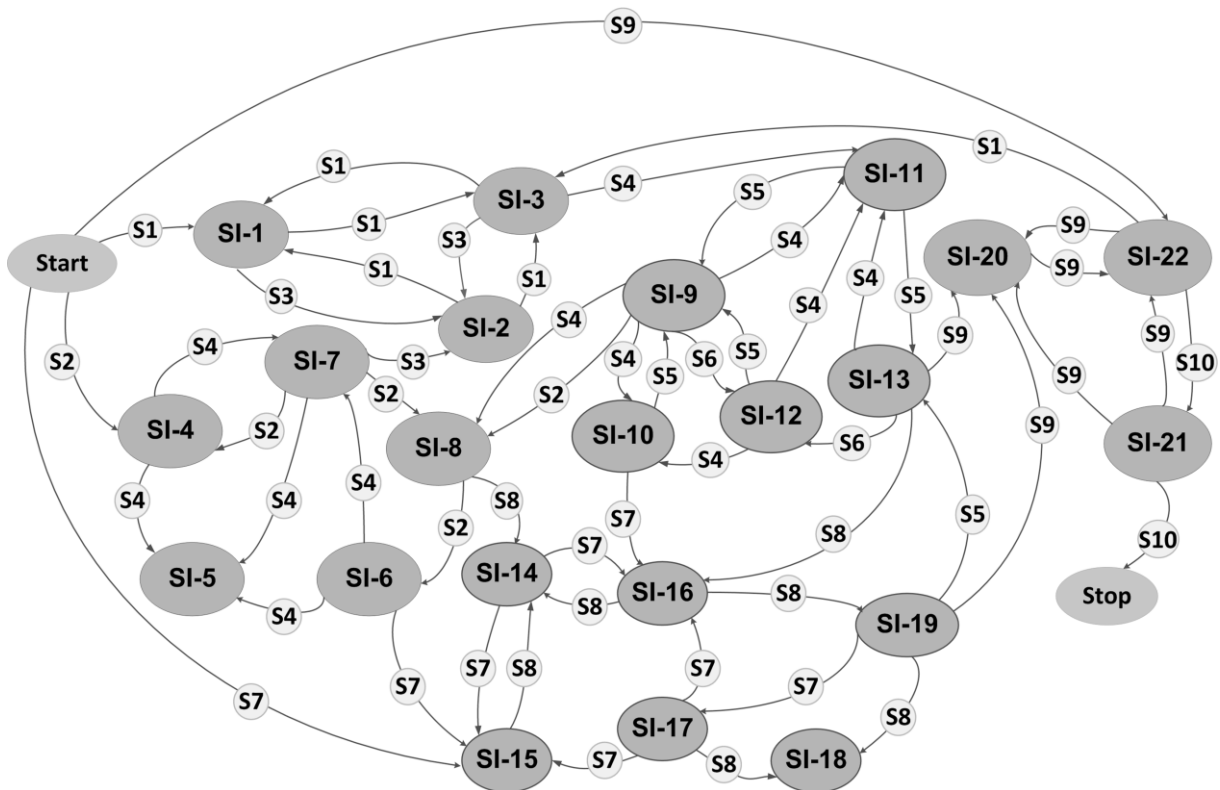 S9
S1
S1
SI-3
S4
SI-11
S5
S1
SI-1
S1
S3
S4
S9
Start
S1
SI-20
S9
SI-22
S1
S3
S1
SI-9
S4
S5
SI-2
S4
S4
S9
S2
S4
SI-7
S3
S4
S5
S6
S5
S9
S10
S2
SI-13
SI-4
S2
SI-8
SI-10
SI-12
S9
SI-21
S4
S6
S4
S4
S2
S8
S7
S8
S5
S10
S4
SI-5
SI-6
SI-14
S7
SI-16
S8
Stop
S4
S8
SI-19
S7
S7
S8
S7
S7
S7
SI-17
S8
SI-15
S7
S8
SI-18